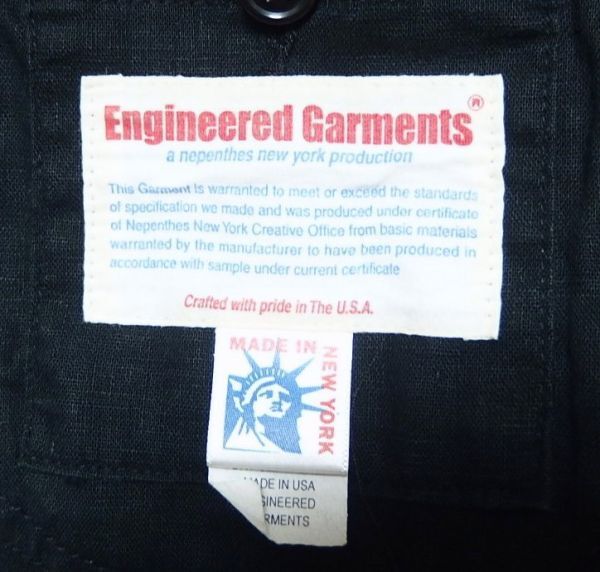 Engineered Garments®
a nepenthes new york production
This Garment Is warranted to meet or exceed the standards
of specification we made and was produced under certificate
of Nepenthes New York Creative Office from basic materials
warranted by the manufacturer to have been produced in
accordance with sample under current certificate
Crafted with pride in The U.S.A.
MADE IN
NEW YORK
ADE IN USA
GINEERED
RMENTS